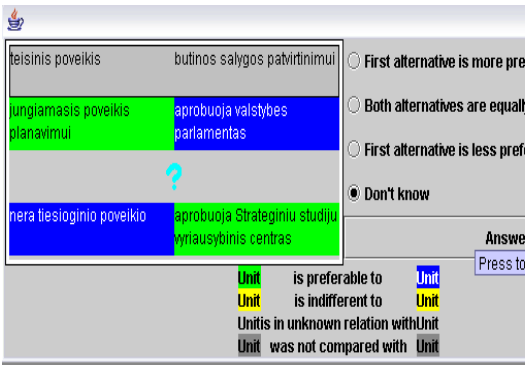 teisinis poveikis butinos salygos patvirtinimui
First alternative is more pre
jungiamasis poveikis planavimui
aprobuoja valstybes parlamentas
Both alternatives are equall
?
First alternative is less pref
Don't know
nera tiesioginio poveikio
aprobuoja Strateginiu studiju vyriausybinis centras
Answe
Press to
Unit is preferable to Unit
Unit is indifferent to Unit
Unitis in unknown relation withUnit
Unit was not compared with Unit